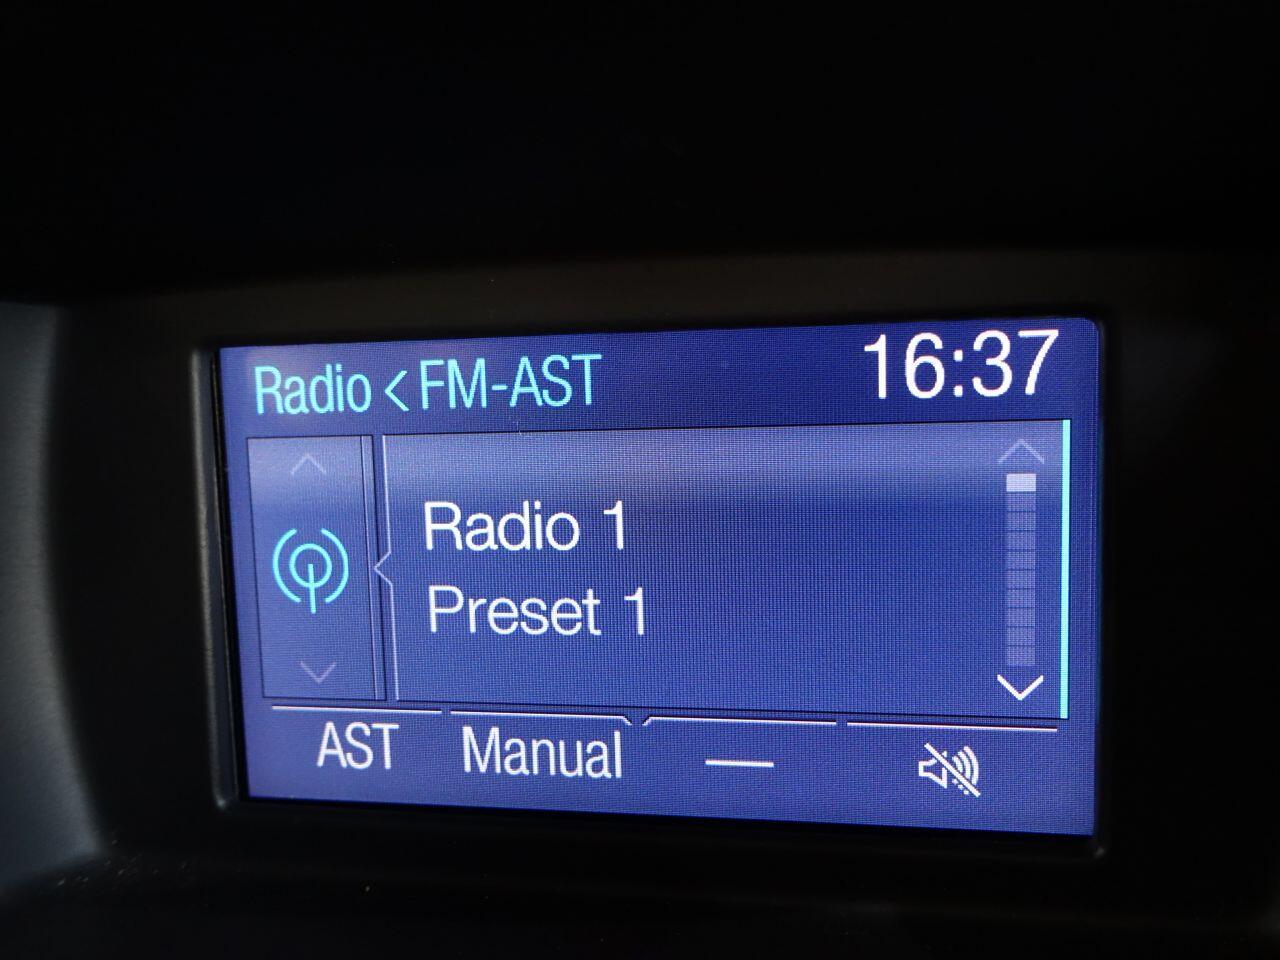 Radio < FM-AST
16:37
Radio 1
Preset 1
AST Manual —